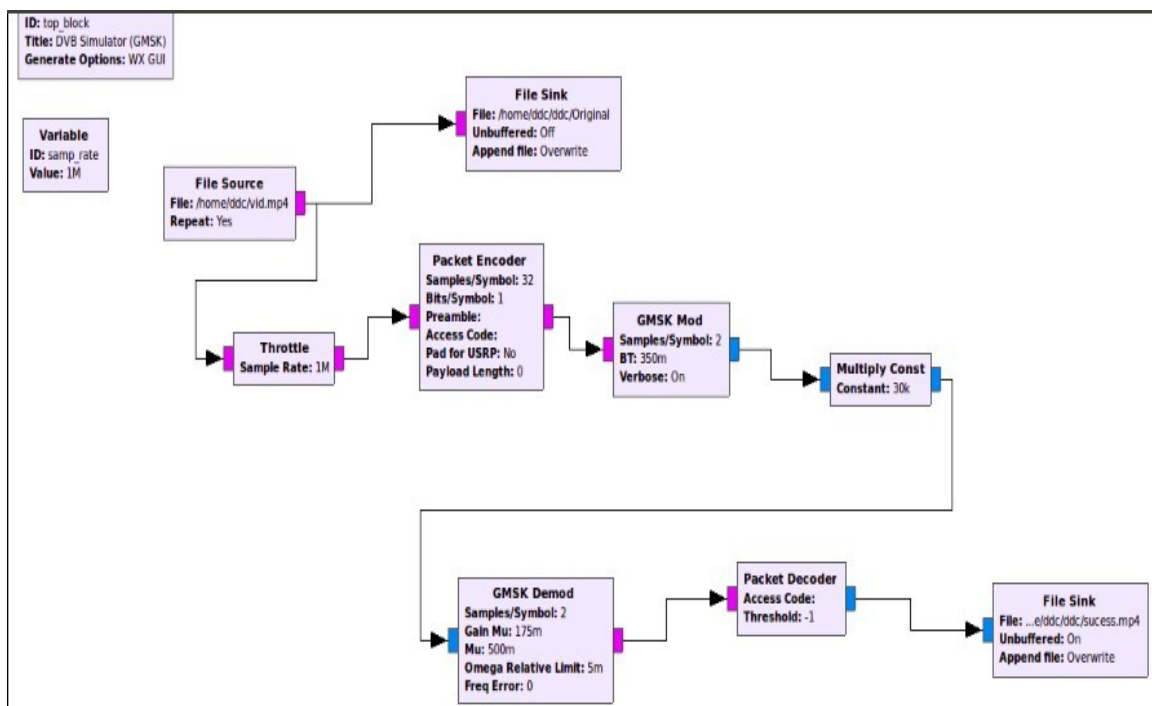 ID: top_block
Title: DVB Simulator (GMSK)
Generate Options: WX GUI
Variable
ID: samp_rate
Value: 1M
File Source
File: /home/ddc/vid.mp4
Repeat: Yes
File Sink
File: /home/ddc/ddc/Original
Unbuffered: Off
Append file: Overwrite
Throttle
Sample Rate: 1M
Packet Encoder
Samples/Symbol: 32
Bits/Symbol: 1
Preamble:
Access Code:
Pad for USRP: No
Payload Length: 0
GMSK Mod
Samples/Symbol: 2
BT: 350m
Verbose: On
Multiply Const
Constant: 30k
GMSK Demod
Samples/Symbol: 2
Gain Mu: 175m
Mu: 500m
Omega Relative Limit: 5m
Freq Error: 0
Packet Decoder
Access Code:
Threshold: -1
File Sink
File: ...e/ddc/ddc/sucess.mp4
Unbuffered: On
Append file: Overwrite